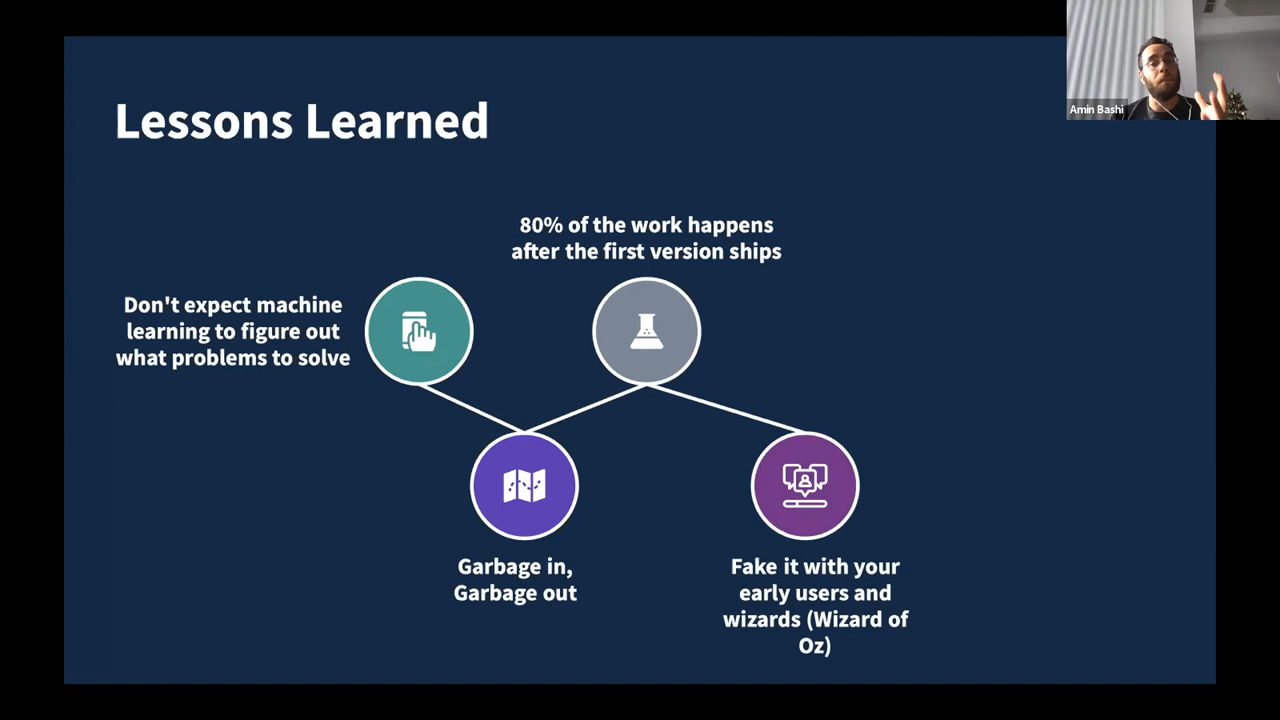 Amin Bashi
Lessons Learned
80% of the work happens
after the first version ships
Don't expect machine
learning to figure out
what problems to solve
Garbage in,
Garbage out
Fake it with your
early users and
wizards (Wizard of
Oz)